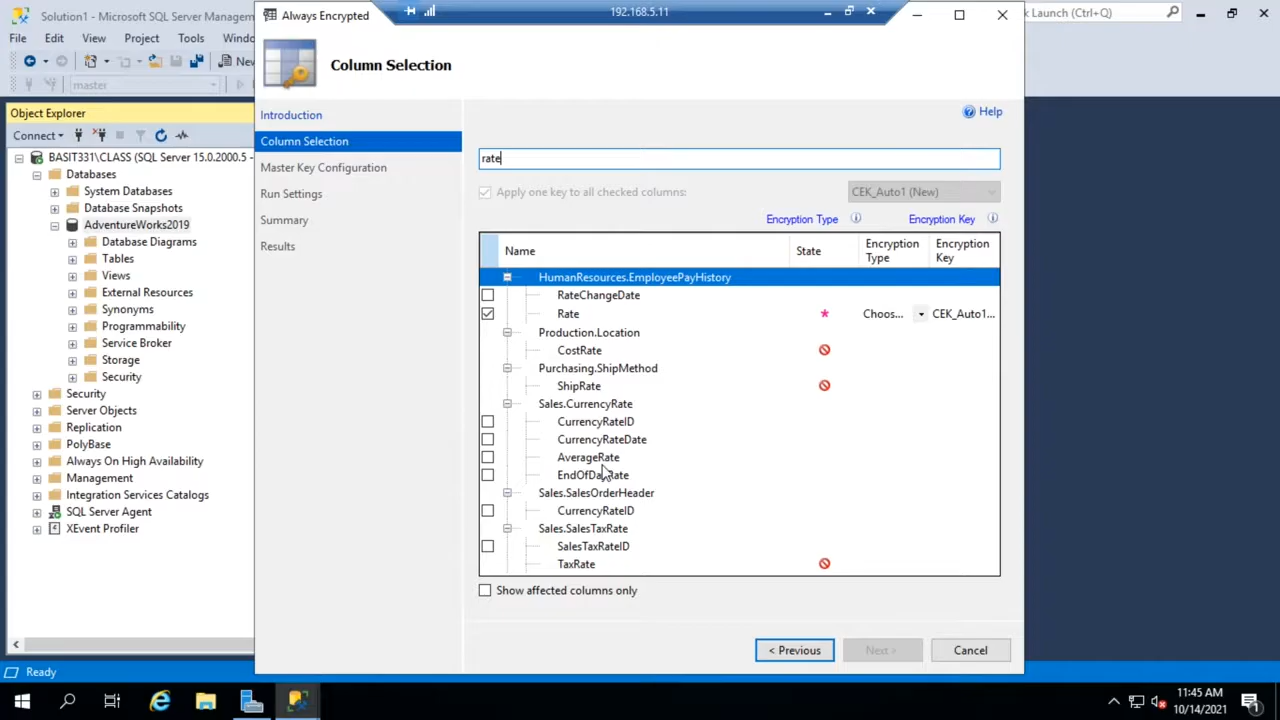 Solution1 - Microsoft SQL Server Managem
Always Encrypted
192.168.5.11
k Launch (Ctrl+Q)
File Edit View Project Tools Windo
Column Selection
New
master
Object Explorer
Connect
BASIT331\CLASS (SQL Server 15.0.2000.5 -
Databases
System Databases
Database Snapshots
AdventureWorks2019
Database Diagrams
Tables
Views
External Resources
Synonyms
Programmability
Service Broker
Storage
Security
Security
Server Objects
Replication
PolyBase
Always On High Availability
Management
Integration Services Catalogs
SQL Server Agent
XEvent Profiler
Introduction
Column Selection
Master Key Configuration
Run Settings
Summary
Results
Help
rate
Apply one key to all checked columns: CEK_Auto1 (New)
Encryption Type Encryption Key
Name State Encryption Type Encryption Key
HumanResources.EmployeePayHistory
RateChangeDate
Rate * Choos... CEK_Auto1...
Production.Location
CostRate
Purchasing.ShipMethod
ShipRate
Sales.CurrencyRate
CurrencyRateID
CurrencyRateDate
AverageRate
EndOfDayRate
Sales.SalesOrderHeader
CurrencyRateID
Sales.SalesTaxRate
SalesTaxRateID
TaxRate
Show affected columns only
< Previous Next > Cancel
Ready
11:45 AM
10/14/2021
1